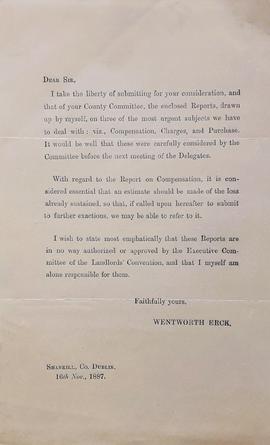 DEAR SIR,
I take the liberty of submitting for your consideration, and
that of your County Committee, the enclosed Reports, drawn
up by myself, on three of the most urgent subjects we have
to deal with: viz., Compensation, Charges, and Purchase.
It would be well that these were carefully considered by the
Committee before the next meeting of the Delegates.
With regard to the Report on Compensation, it is con-
sidered essential that an estimate should be made of the loss
already sustained, so that, if called upon hereafter to submit
to further exactions, we may be able to refer to it.
I wish to state most emphatically that these Reports are
in no way authorized or approved by the Executive Com-
mittee of the Landlords' Convention, and that I myself am
alone responsible for them.
Faithfully yours,
WENTWORTH ERCK.
SHANKILL, CO. DUBLIN,
16th Nov., 1887.